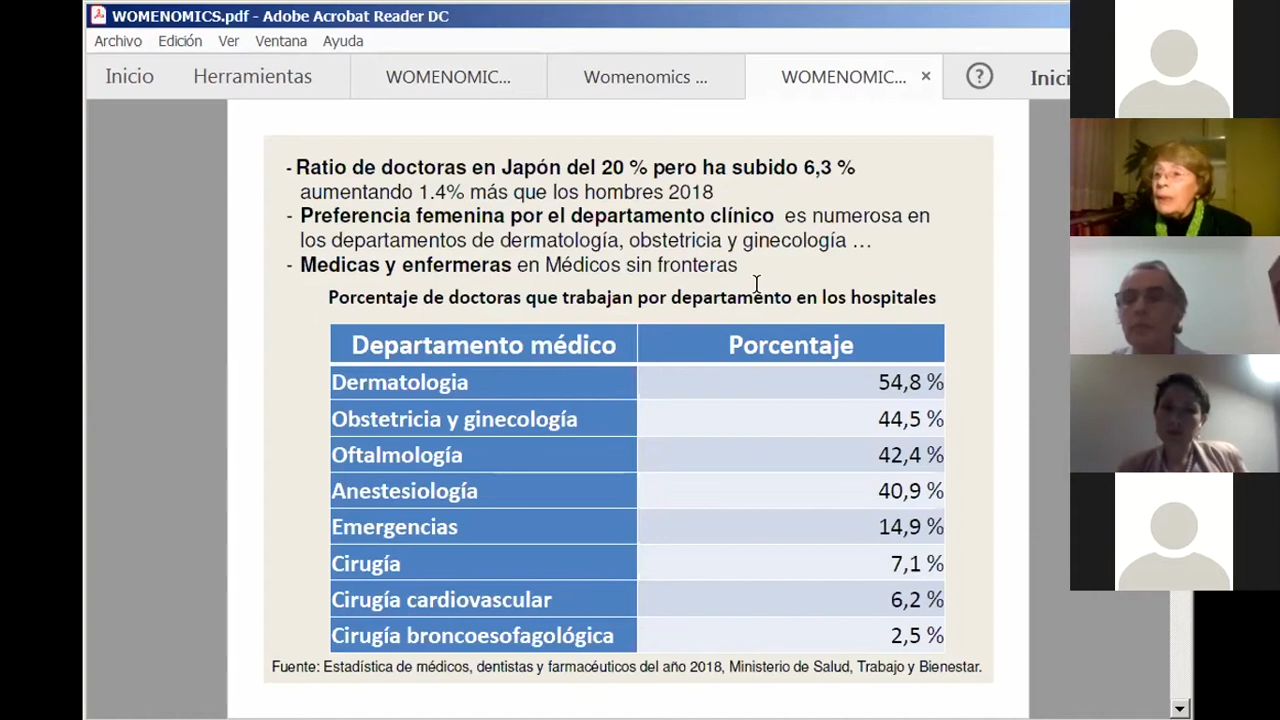 WOMENOMICS.pdf - Adobe Acrobat Reader DC
Archivo Edición Ver Ventana Ayuda
Inicio Herramientas WOMENOMIC... Womenomics ... WOMENOMIC... × ? Inici
- Ratio de doctoras en Japón del 20 % pero ha subido 6,3 %
aumentando 1.4% más que los hombres 2018
- Preferencia femenina por el departamento clínico es numerosa en
los departamentos de dermatología, obstetricia y ginecología …
- Medicas y enfermeras en Médicos sin fronteras
Porcentaje de doctoras que trabajan por departamento en los hospitales
Departamento médico Porcentaje
Dermatologia 54,8 %
Obstetricia y ginecología 44,5 %
Oftalmología 42,4 %
Anestesiología 40,9 %
Emergencias 14,9 %
Cirugía 7,1 %
Cirugía cardiovascular 6,2 %
Cirugía broncoesofagológica 2,5 %
Fuente: Estadística de médicos, dentistas y farmacéuticos del año 2018, Ministerio de Salud, Trabajo y Bienestar.